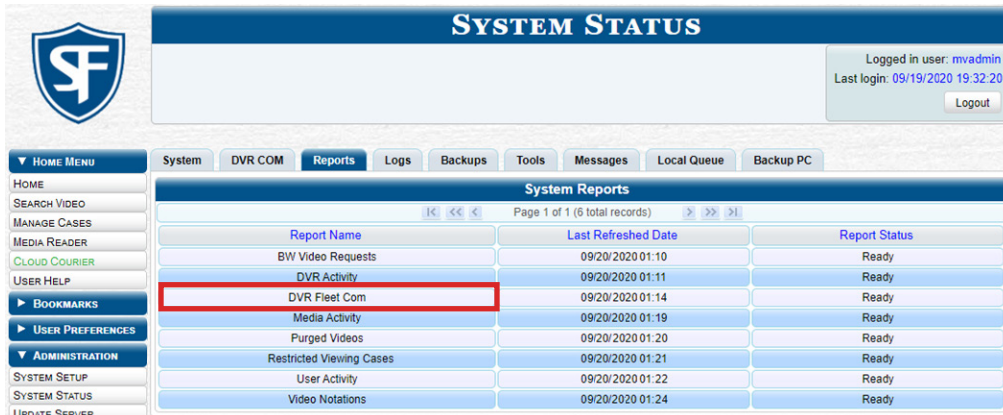 SYSTEM STATUS
SF
Logged in user: mvadmin
Last login: 09/19/2020 19:32:20
Logout
▼ HOME MENU
HOME
SEARCH VIDEO
MANAGE CASES
MEDIA READER
CLOUD COURIER
USER HELP
► BOOKMARKS
► USER PREFERENCES
▼ ADMINISTRATION
SYSTEM SETUP
SYSTEM STATUS
UPDATE SERVER
System DVR COM Reports Logs Backups Tools Messages Local Queue Backup PC
System Reports
Page 1 of 1 (6 total records)
Report Name Last Refreshed Date Report Status
BW Video Requests 09/20/2020 01:10 Ready
DVR Activity 09/20/2020 01:11 Ready
DVR Fleet Com 09/20/2020 01:14 Ready
Media Activity 09/20/2020 01:19 Ready
Purged Videos 09/20/2020 01:20 Ready
Restricted Viewing Cases 09/20/2020 01:21 Ready
User Activity 09/20/2020 01:22 Ready
Video Notations 09/20/2020 01:24 Ready